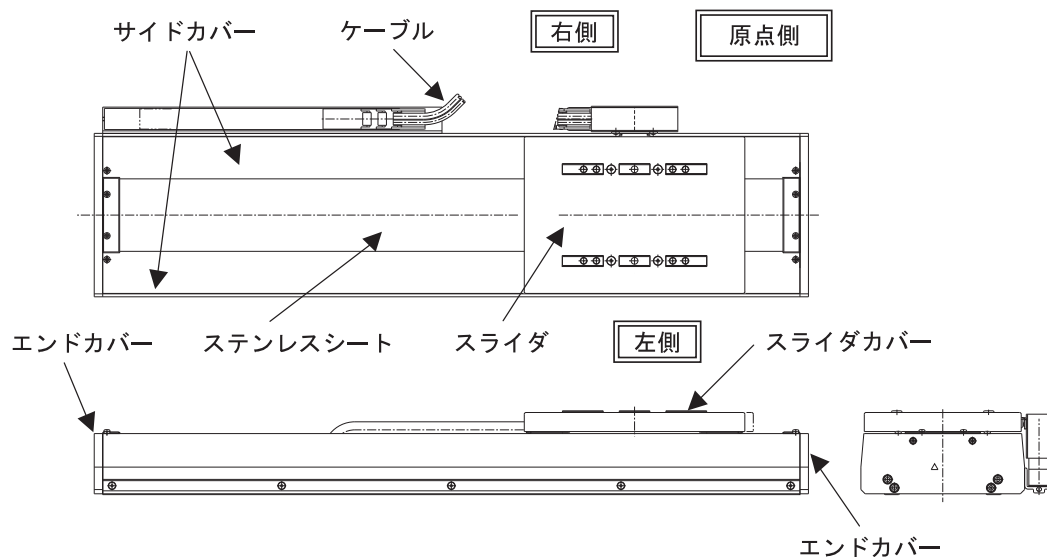 サイドカバー
ケーブル
右側
原点側
エンドカバー
ステンレスシート
スライダ
左側
スライダカバー
エンドカバー